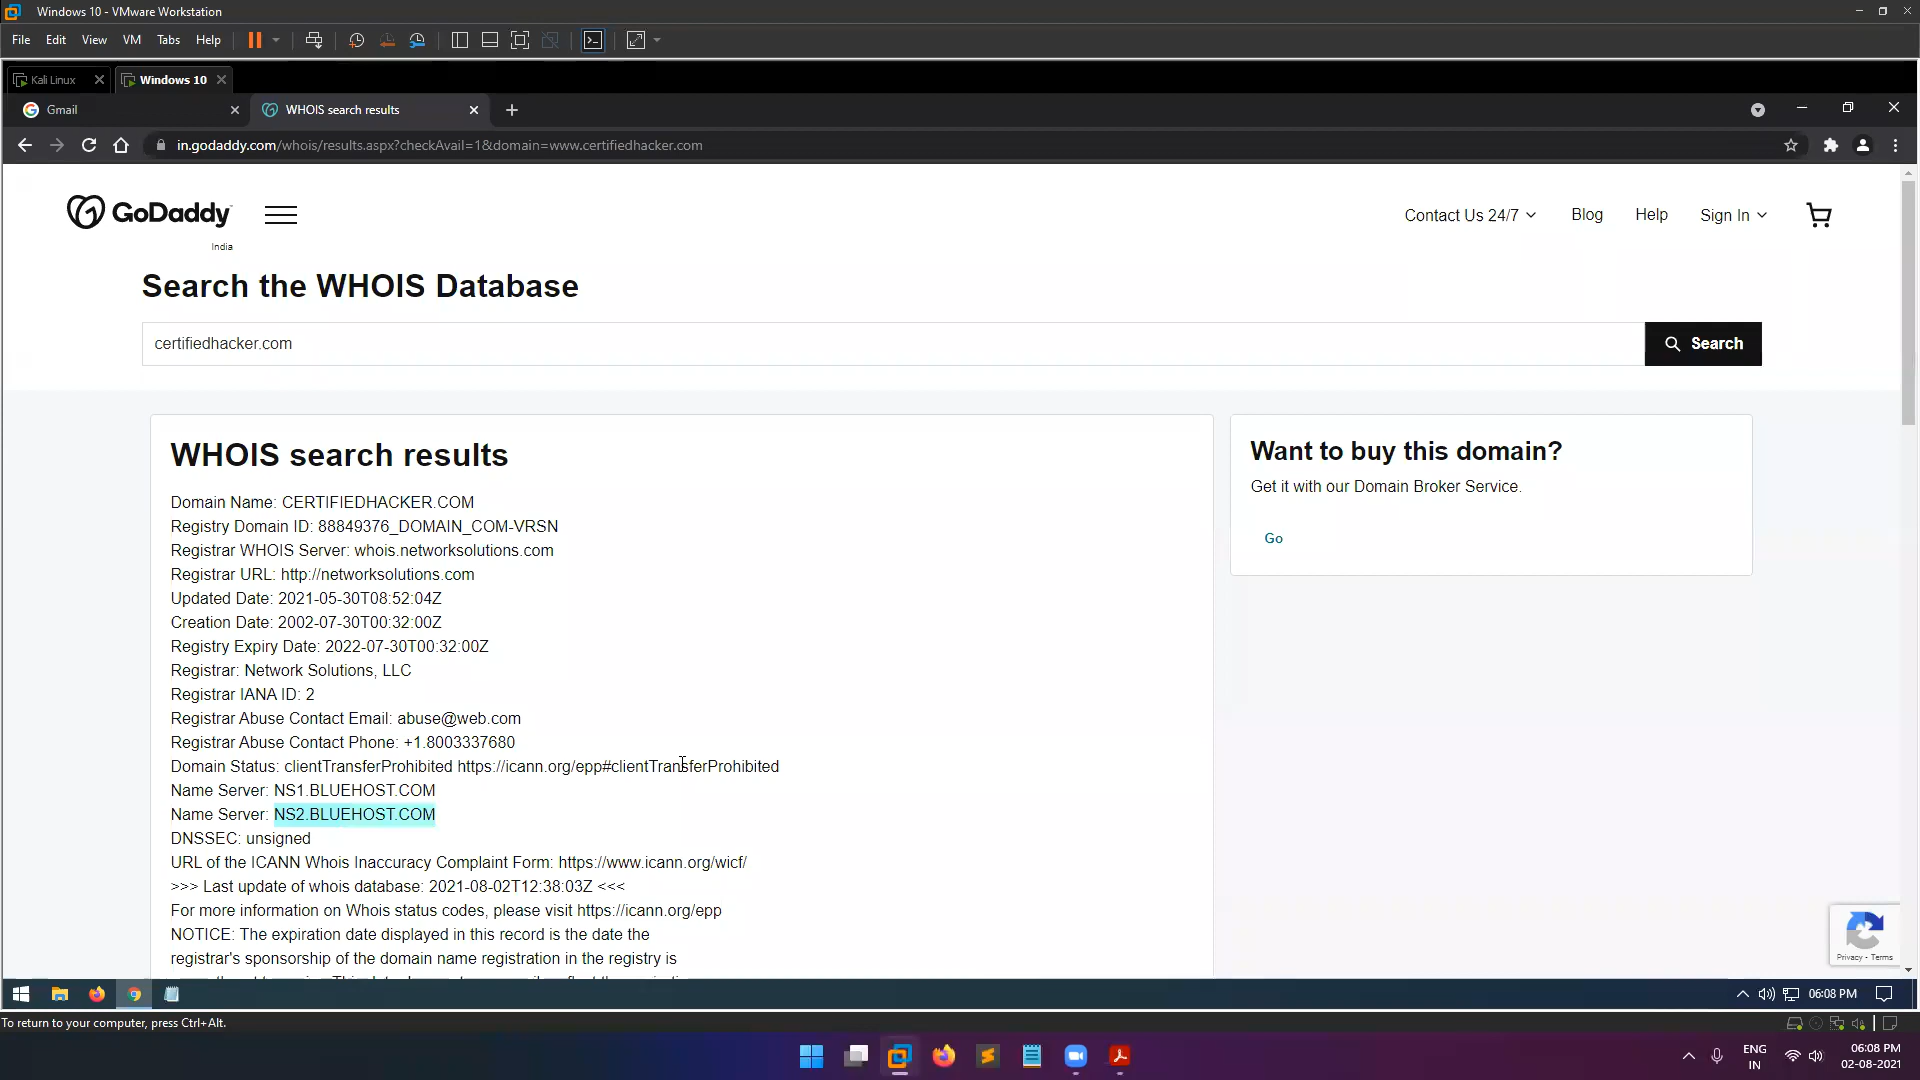 Windows 10 - VMware Workstation
File Edit View VM Tabs Help
Kali Linux
Windows 10
Gmail
WHOIS search results
in.godaddy.com/whois/results.aspx?checkAvail=1&domain=www.certifiedhacker.com
GoDaddy
India
Contact Us 24/7
Blog
Help
Sign In
Search the WHOIS Database
certifiedhacker.com
Search
WHOIS search results
Domain Name: CERTIFIEDHACKER.COM
Registry Domain ID: 88849376_DOMAIN_COM-VRSN
Registrar WHOIS Server: whois.networksolutions.com
Registrar URL: http://networksolutions.com
Updated Date: 2021-05-30T08:52:04Z
Creation Date: 2002-07-30T00:32:00Z
Registry Expiry Date: 2022-07-30T00:32:00Z
Registrar: Network Solutions, LLC
Registrar IANA ID: 2
Registrar Abuse Contact Email: abuse@web.com
Registrar Abuse Contact Phone: +1.8003337680
Domain Status: clientTransferProhibited https://icann.org/epp#clientTransferProhibited
Name Server: NS1.BLUEHOST.COM
Name Server: NS2.BLUEHOST.COM
DNSSEC: unsigned
URL of the ICANN Whois Inaccuracy Complaint Form: https://www.icann.org/wicf/
>>> Last update of whois database: 2021-08-02T12:38:03Z <<<
For more information on Whois status codes, please visit https://icann.org/epp
NOTICE: The expiration date displayed in this record is the date the
registrar's sponsorship of the domain name registration in the registry is
Want to buy this domain?
Get it with our Domain Broker Service.
Go
Privacy - Terms
06:08 PM
To return to your computer, press Ctrl+Alt.
ENG
IN
06:08 PM
02-08-2021